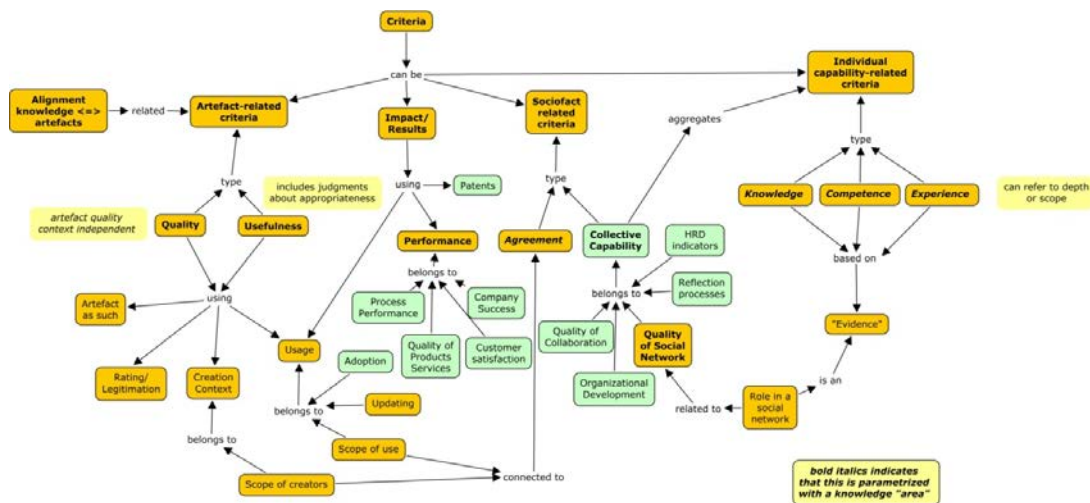 Criteria
can be
Alignment
knowledge <=>
artefacts
related
Artefact-related
criteria
Impact/
Results
Sociofact
related
criteria
Individual
capability-related
criteria
aggregates
type
includes judgments
about appropriateness
using
Patents
type
type
Knowledge
Competence
Experience
can refer to depth
or scope
artefact quality
context independent
Quality
Usefulness
Performance
Agreement
Collective
Capability
HRD
indicators
based on
Artefact
as such
using
belongs to
Process
Performance
Company
Success
belongs to
Reflection
processes
Usage
Quality of
Products
Services
Customer
satisfaction
Quality of
Collaboration
Quality
of Social
Network
"Evidence"
Rating/
Legitimation
Creation
Context
Adoption
Organizational
Development
is an
belongs to
Updating
related to
Role in a
social
network
belongs to
Scope of use
Scope of creators
connected to
bold italics indicates
that this is parametrized
with a knowledge "area"